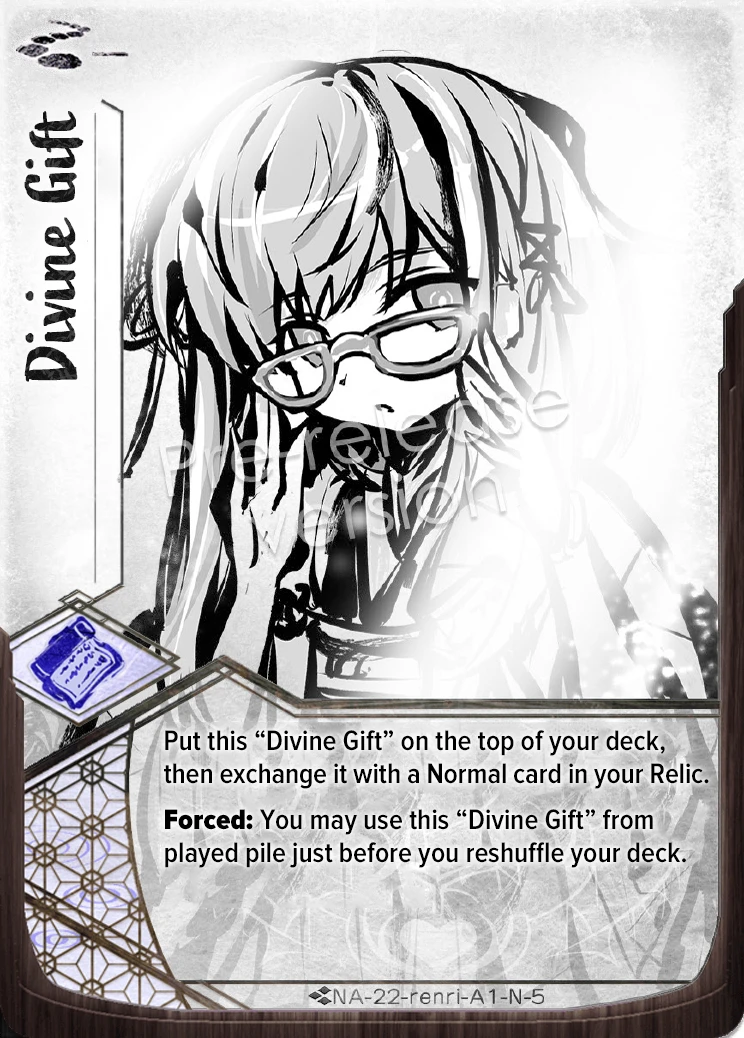 Divine Gift
Pre-release
version
Put this “Divine Gift” on the top of your deck,
then exchange it with a Normal card in your Relic.
Forced: You may use this “Divine Gift” from
played pile just before you reshuffle your deck.
NA-22-renri-A1-N-5